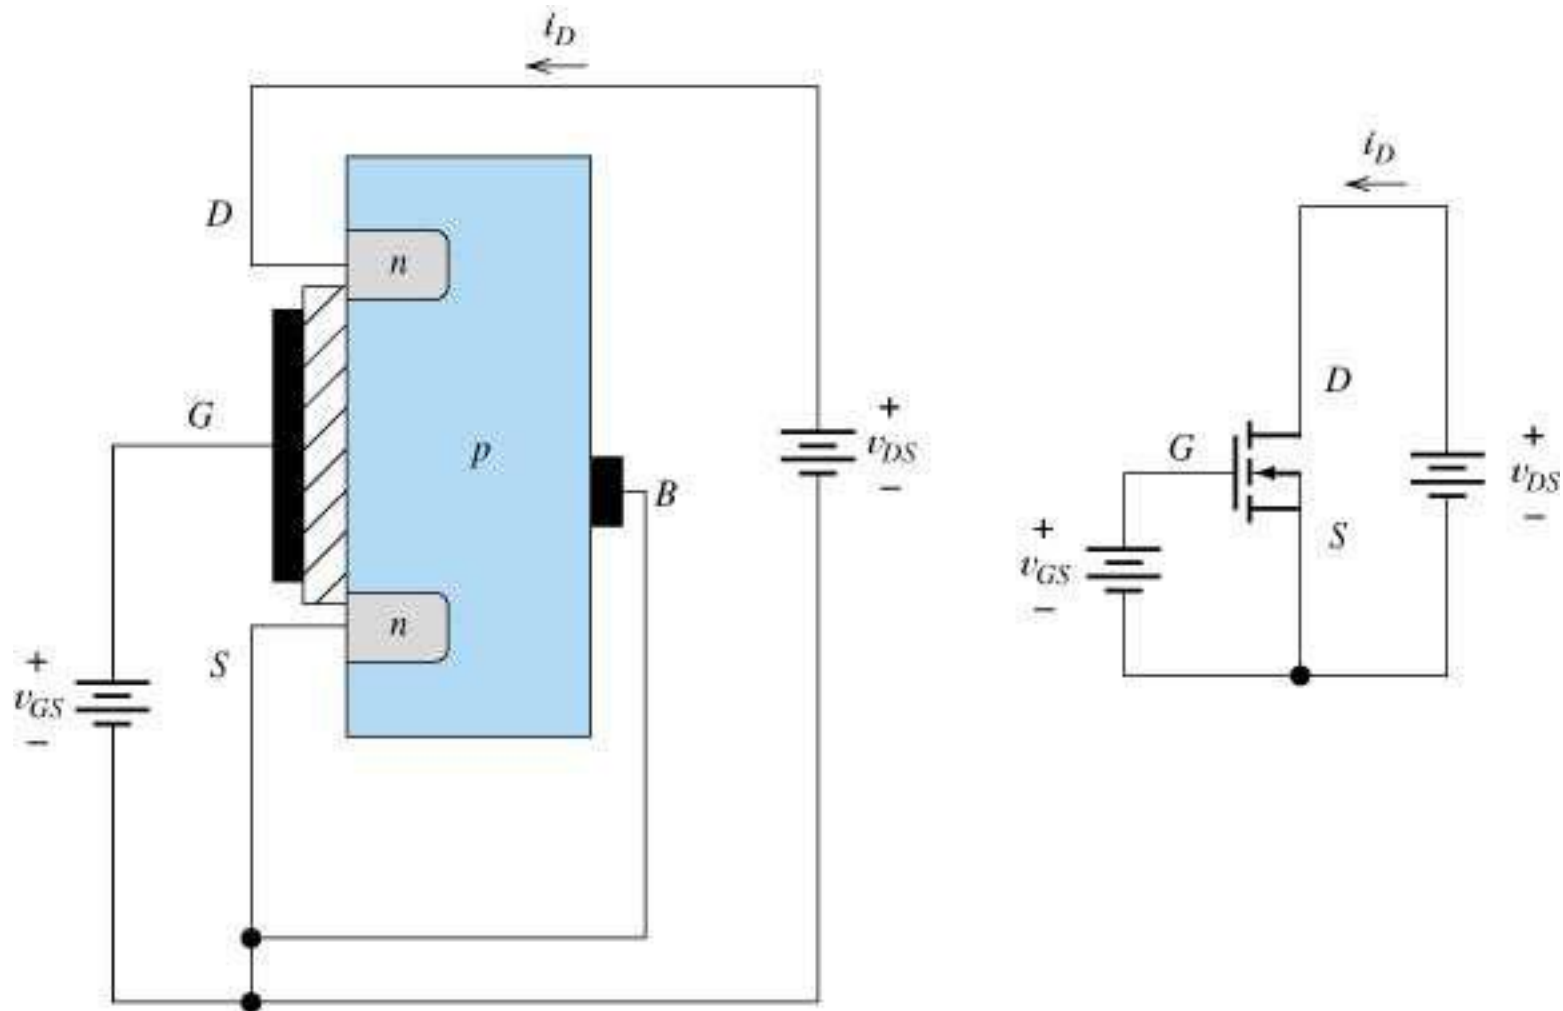 i_D
D
n
G
p
+
v_DS
−
B
n
S
+
v_GS
−
i_D
D
G
+
v_DS
−
S
+
v_GS
−